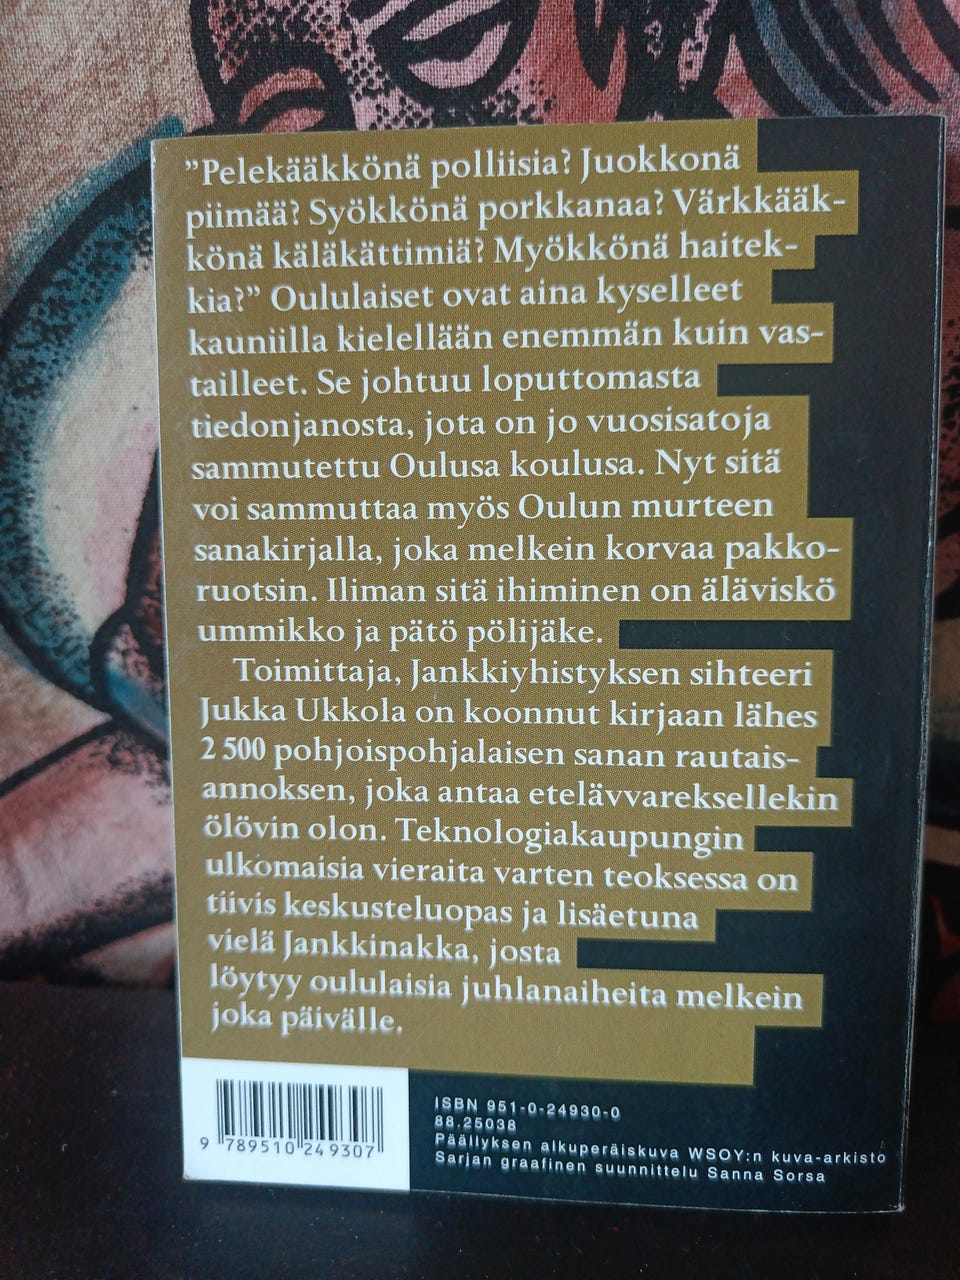 ”Pelekääkkönä polliisia? Juokkonä
piimää? Syökkönä porkkanaa? Värkkääk-
könä käläkättimiä? Myökkönä haitek-
kia?” Oululaiset ovat aina kyselleet
kauniilla kielellään enemmän kuin vas-
tailleet. Se johtuu loputtomasta
tiedonjanosta, jota on jo vuosisatoja
sammutettu Oulusa koulusa. Nyt sitä
voi sammuttaa myös Oulun murteen
sanakirjalla, joka melkein korvaa pakko-
ruotsin. Iliman sitä ihiminen on äläviskö
ummikko ja pätö pölijäke.
Toimittaja, Jankkiyhistyksen sihteeri
Jukka Ukkola on koonnut kirjaan lähes
2 500 pohjoispohjalaisen sanan rautais-
annoksen, joka antaa etelävvareksellekin
ölövin olon. Teknologiakaupungin
ulkomaisia vieraita varten teoksessa on
tiivis keskusteluopas ja lisäetuna
vielä Jankkinakka, josta
löytyy oululaisia juhlanaiheita melkein
joka päivälle.
9 789510 249307
ISBN 951-0-24930-0
88.25038
Päällyksen alkuperäiskuva WSOY:n kuva-arkisto
Sarjan graafinen suunnittelu Sanna Sorsa